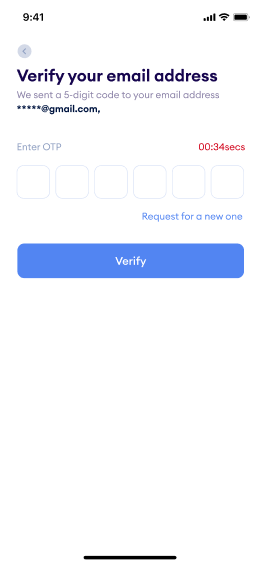 9:41
Verify your email address
We sent a 5-digit code to your email address
*****@gmail.com,
Enter OTP
00:34secs
Request for a new one
Verify